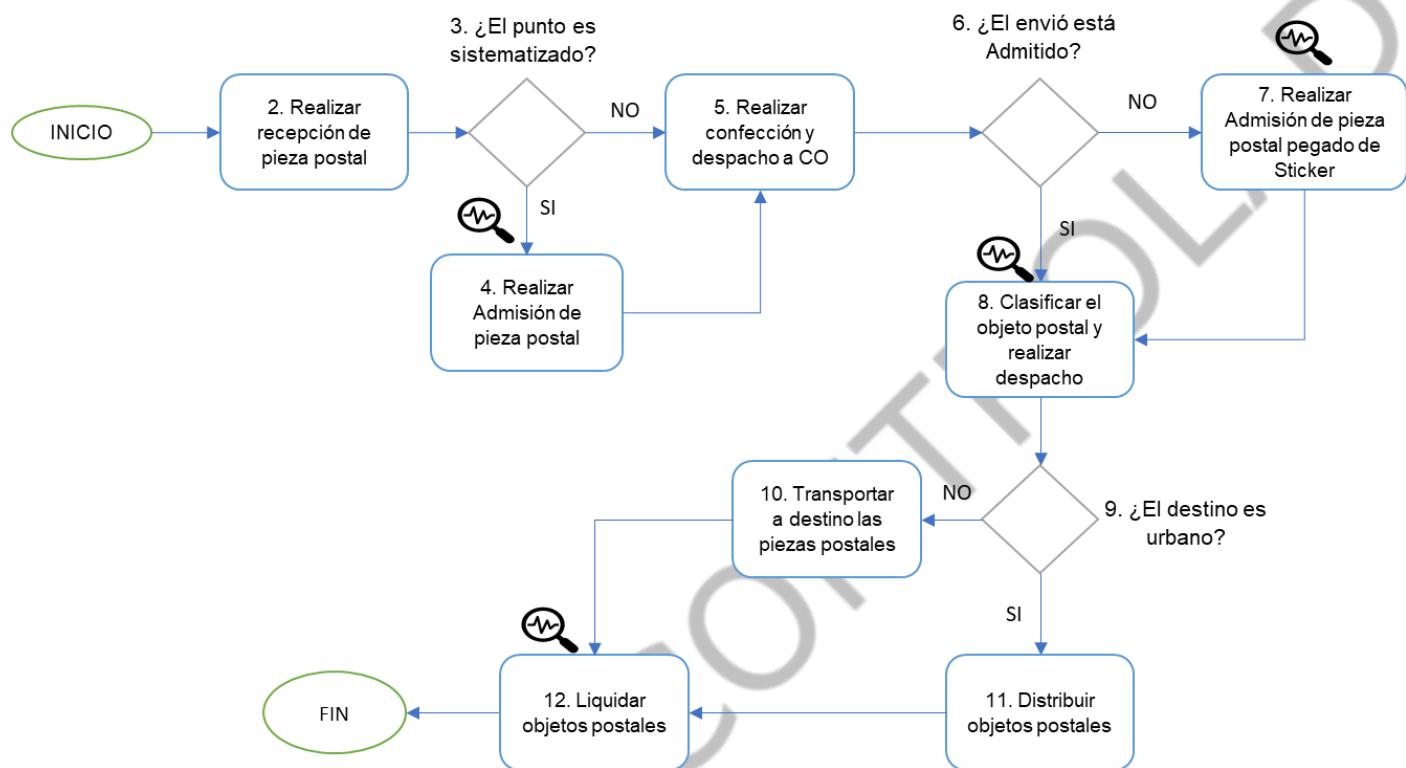 INICIO
2. Realizar
recepción de
pieza postal
3. ¿El punto es
sistematizado?
NO
SI
4. Realizar
Admisión de
pieza postal
5. Realizar
confección y
despacho a CO
6. ¿El envió está
Admitido?
NO
SI
7. Realizar
Admisión de pieza
postal pegado de
Sticker
8. Clasificar el
objeto postal y
realizar
despacho
9. ¿El destino es
urbano?
NO
SI
10. Transportar
a destino las
piezas postales
11. Distribuir
objetos postales
12. Liquidar
objetos postales
FIN